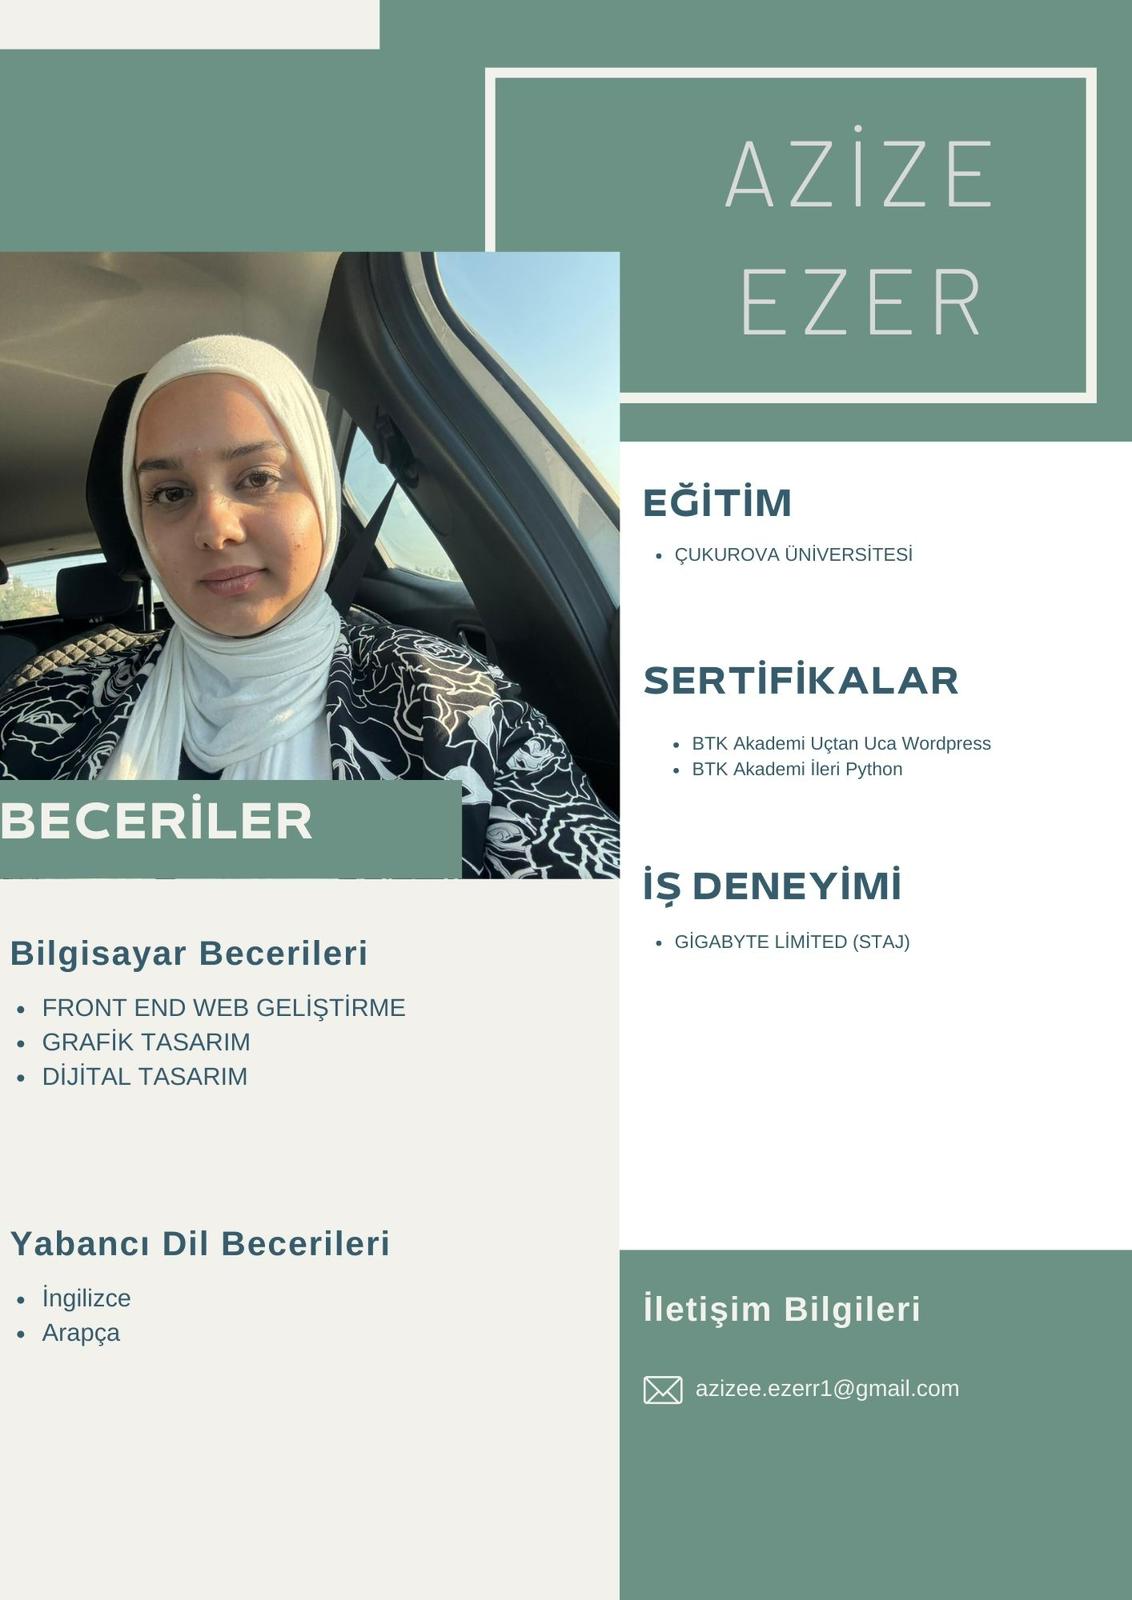 AZİZE
EZER
BECERİLER
Bilgisayar Becerileri
FRONT END WEB GELİŞTİRME
GRAFİK TASARIM
DİJİTAL TASARIM
Yabancı Dil Becerileri
İngilizce
Arapça
EĞİTİM
ÇUKUROVA ÜNİVERSİTESİ
SERTİFİKALAR
BTK Akademi Uçtan Uca Wordpress
BTK Akademi İleri Python
İŞ DENEYİMİ
GİGABYTE LİMİTED (STAJ)
İletişim Bilgileri
azizee.ezerr1@gmail.com